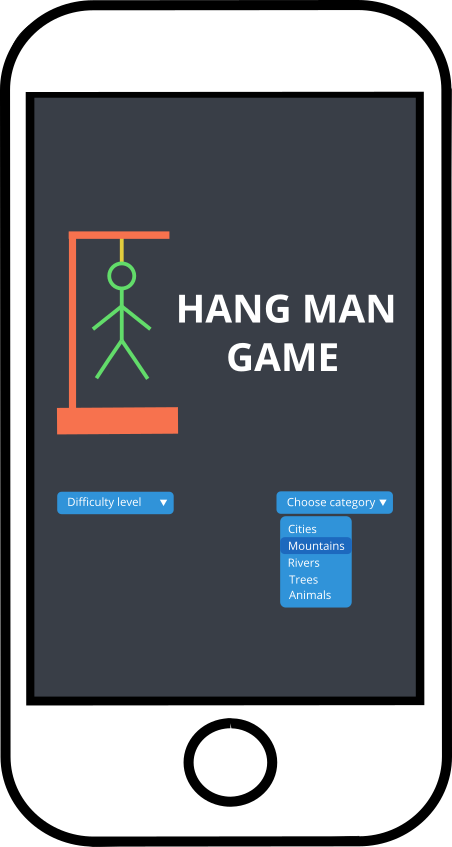 HANG MAN
GAME
Difficulty level
Choose category
Cities
Mountains
Rivers
Trees
Animals